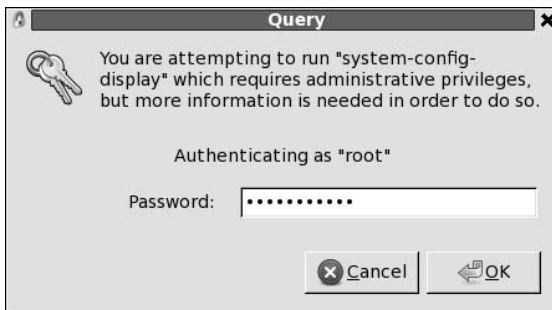 Query
You are attempting to run "system-config-
display" which requires administrative privileges,
but more information is needed in order to do so.
Authenticating as "root"
Password: •••••••••••
Cancel OK